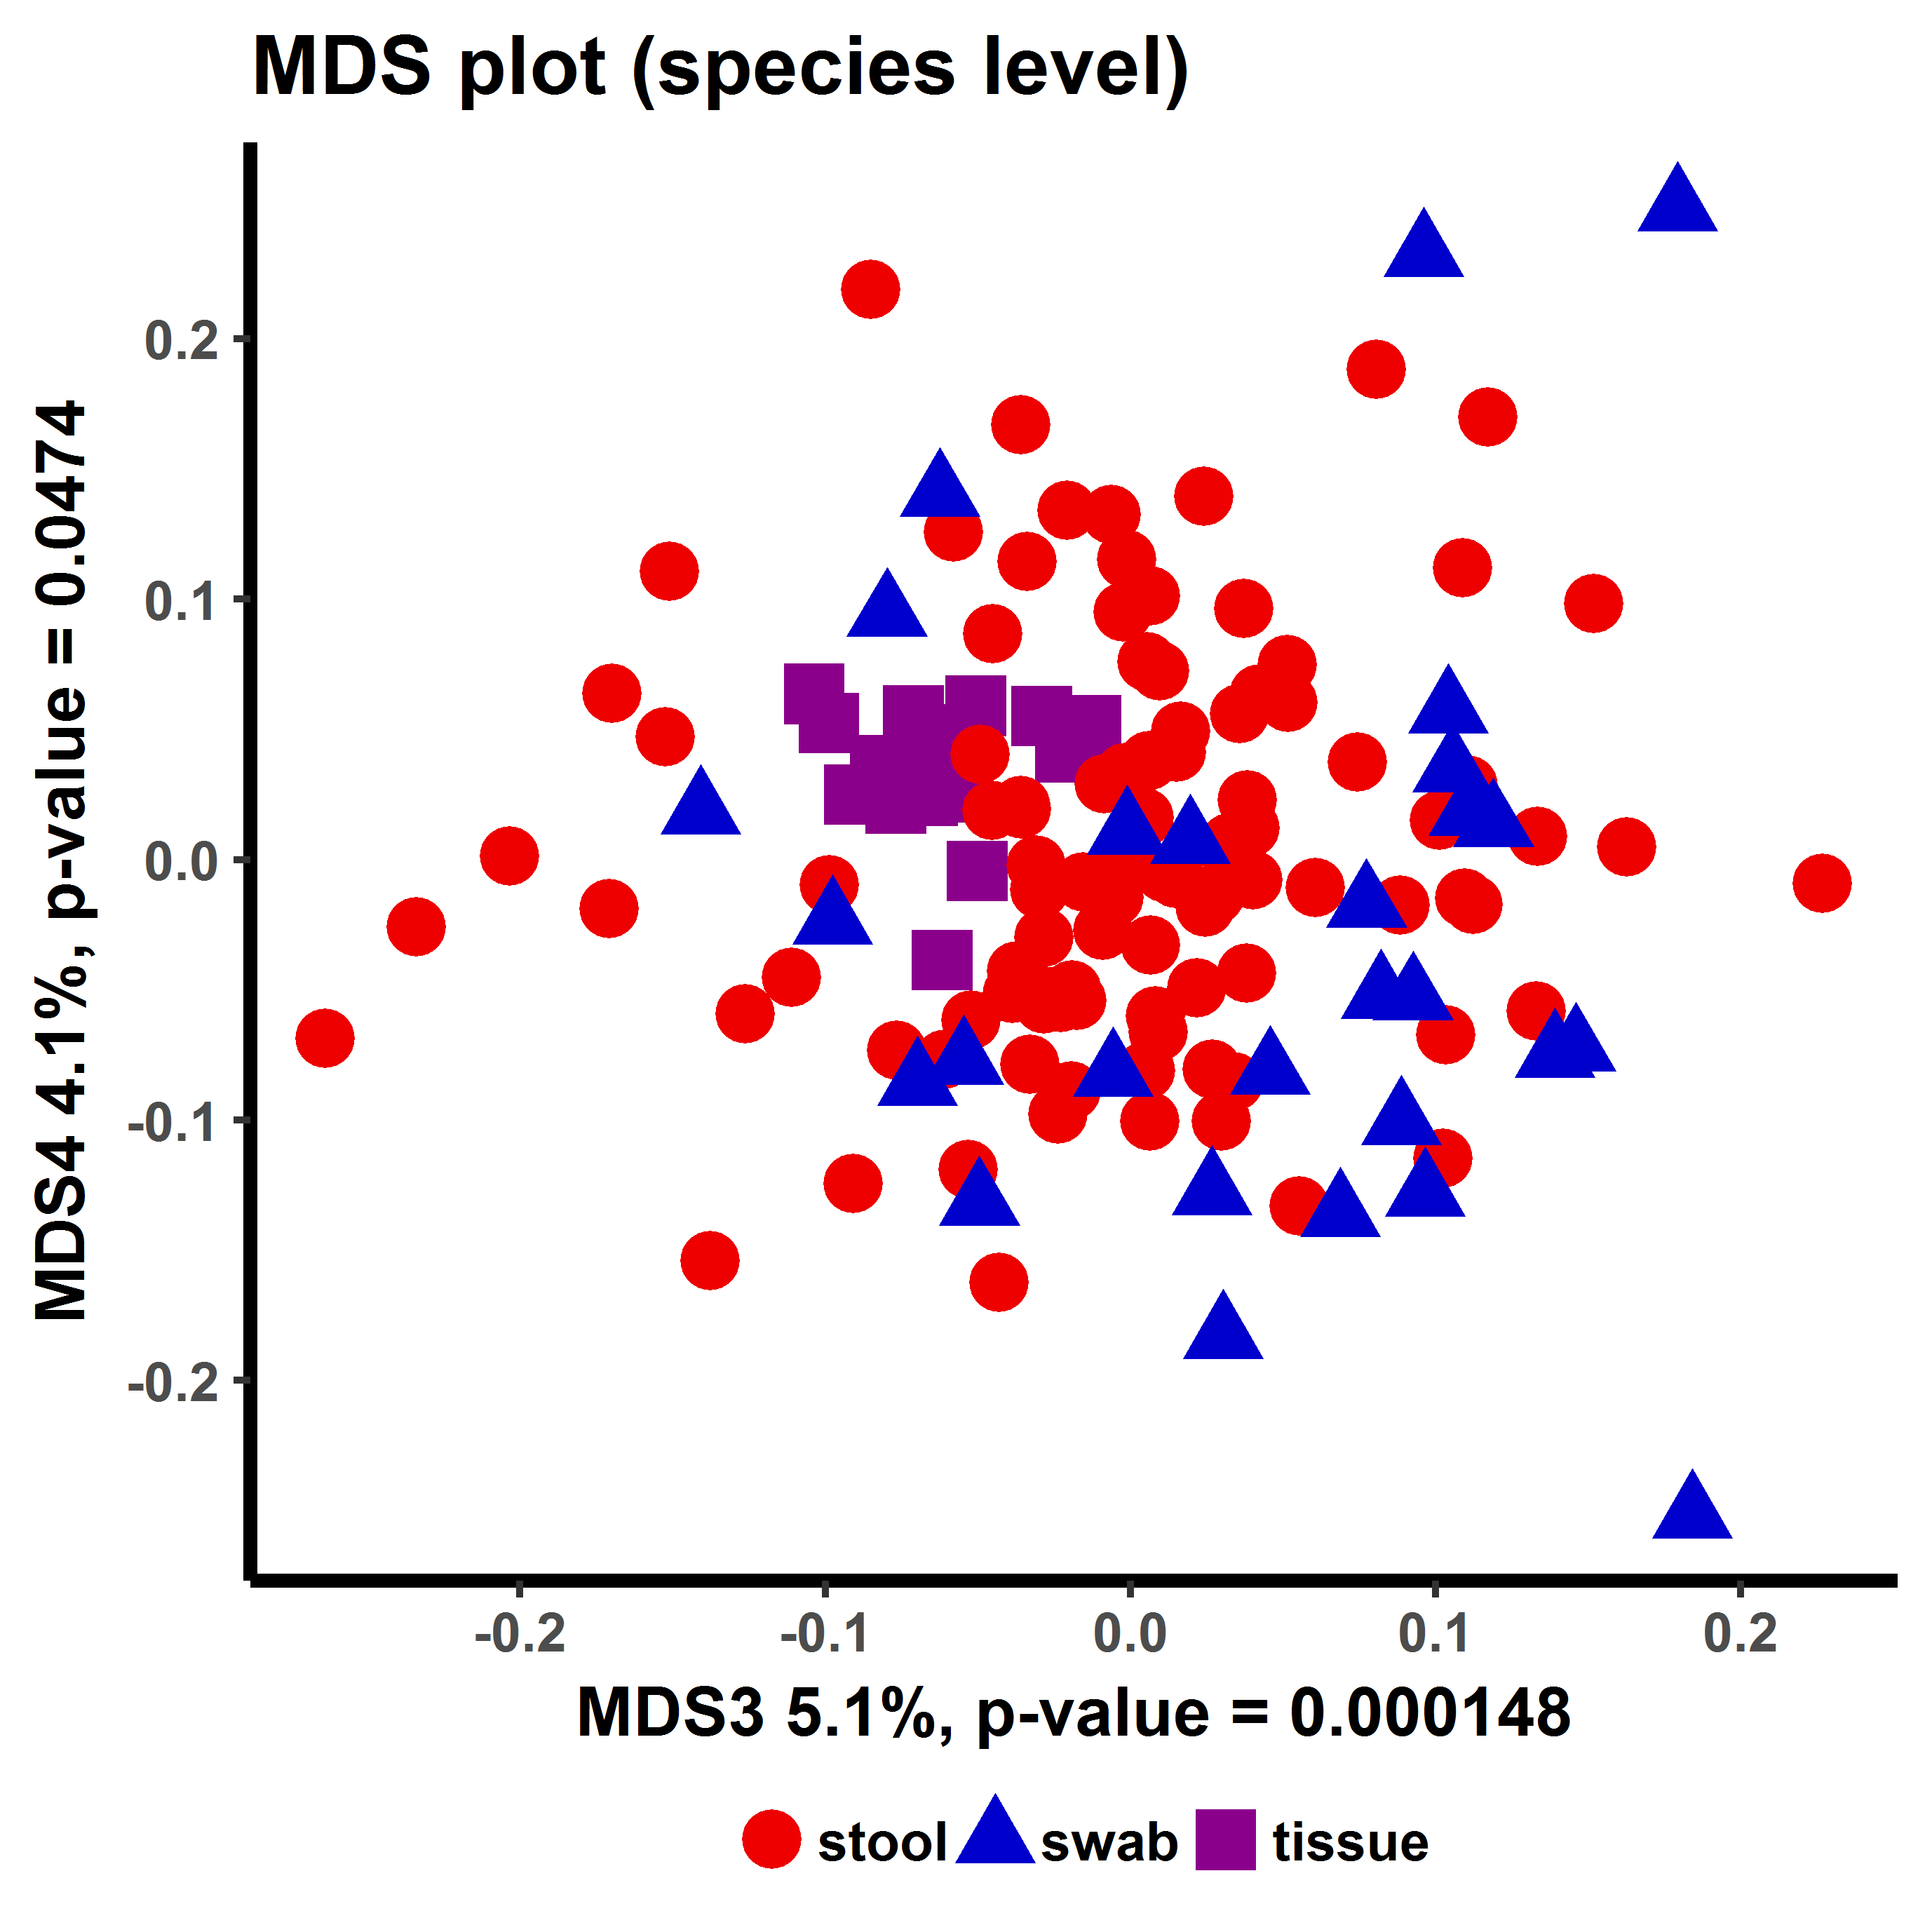 MDS plot (species level)
MDS4 4.1%, p-value = 0.0474
0.2
0.1
0.0
-0.1
-0.2
-0.2 -0.1 0.0 0.1 0.2
MDS3 5.1%, p-value = 0.000148
stool swab tissue